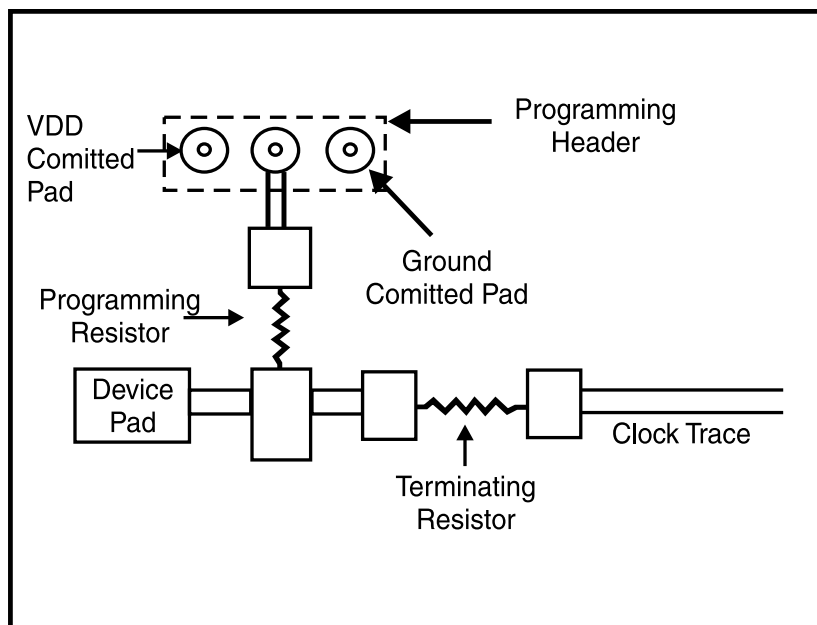 VDD
Comitted
Pad
Programming
Header
Ground
Comitted Pad
Programming
Resistor
Device
Pad
Clock Trace
Terminating
Resistor